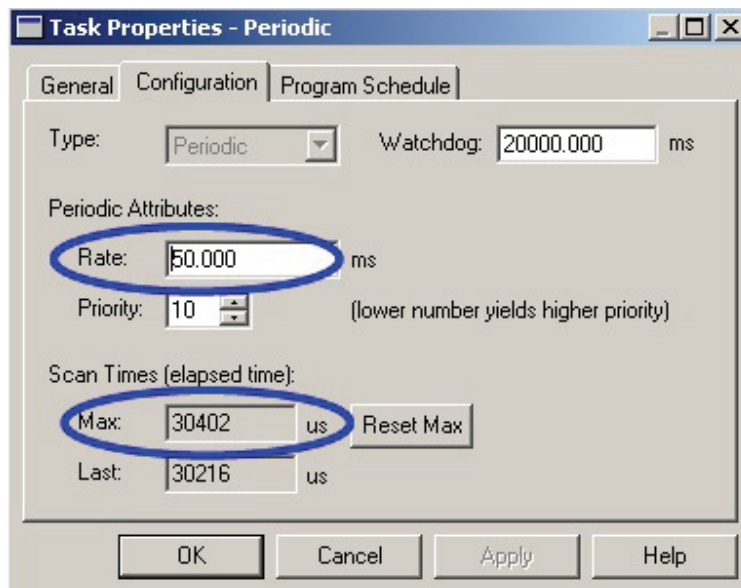 Task Properties - Periodic
General Configuration Program Schedule
Type: Periodic Watchdog: 20000.000 ms
Periodic Attributes:
Rate: 50.000 ms
Priority: 10 (lower number yields higher priority)
Scan Times (elapsed time):
Max: 30402 us Reset Max
Last: 30216 us
OK Cancel Apply Help